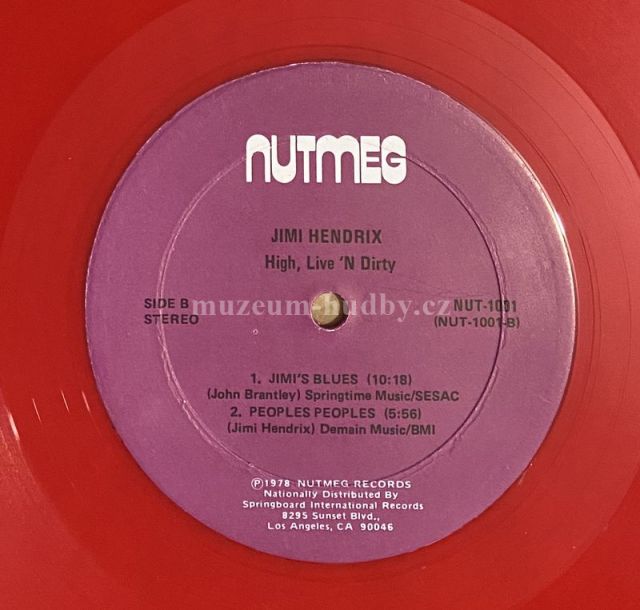 NUTMEG
JIMI HENDRIX
High, Live 'N Dirty
SIDE B
STEREO
muzeum-hudby.cz
NUT-1001
(NUT-1001-B)
1. JIMI'S BLUES (10:18)
(John Brantley) Springtime Music/SESAC
2. PEOPLES PEOPLES (5:56)
(Jimi Hendrix) Demain Music/BMI
Ⓟ1978 NUTMEG RECORDS
Nationally Distributed By
Springboard International Records
8295 Sunset Blvd.,
Los Angeles, CA 90046